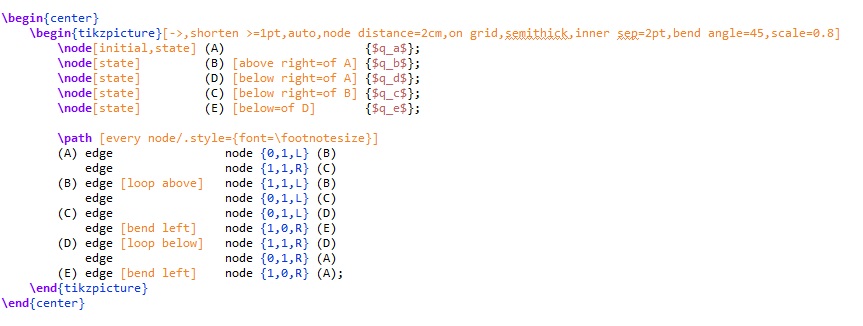 \begin{center}
    \begin{tikzpicture}[->,shorten >=1pt,auto,node distance=2cm,on grid,semithick,inner sep=2pt,bend angle=45,scale=0.8]
        \node[initial,state] (A)                    {$q_a$};
        \node[state]         (B) [above right=of A] {$q_b$};
        \node[state]         (D) [below right=of A] {$q_d$};
        \node[state]         (C) [below right=of B] {$q_c$};
        \node[state]         (E) [below=of D]       {$q_e$};

        \path [every node/.style={font=\footnotesize}]
        (A) edge                node {0,1,L} (B)
            edge                node {1,1,R} (C)
        (B) edge [loop above]   node {1,1,L} (B)
            edge                node {0,1,L} (C)
        (C) edge                node {0,1,L} (D)
            edge [bend left]    node {1,0,R} (E)
        (D) edge [loop below]   node {1,1,R} (D)
            edge                node {0,1,R} (A)
        (E) edge [bend left]    node {1,0,R} (A);
    \end{tikzpicture}
\end{center}